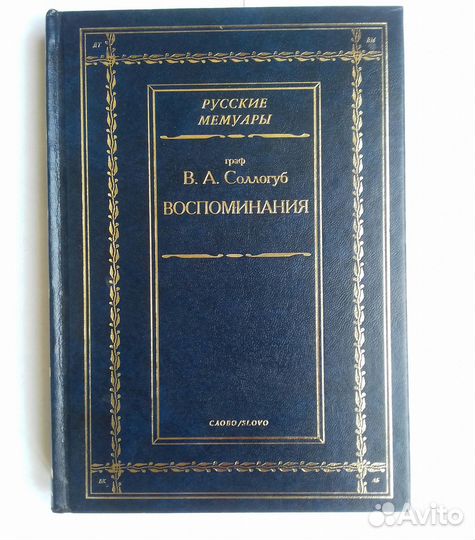 РУССКИЕ
МЕМУАРЫ
граф
В. А. Соллогуб
ВОСПОМИНАНИЯ
СЛОВО/SLOVO
Avito